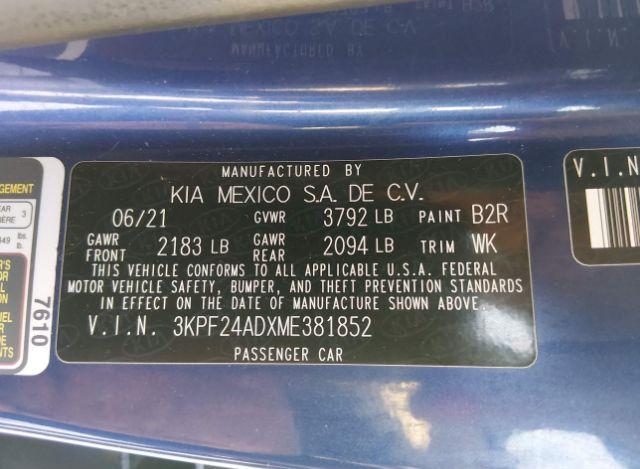 MANUFACTURED BY
KIA MEXICO S.A. DE C.V.
06/21 GVWR 3792 LB PAINT B2R
GAWR FRONT 2183 LB GAWR REAR 2094 LB TRIM WK
THIS VEHICLE CONFORMS TO ALL APPLICABLE U.S.A. FEDERAL
MOTOR VEHICLE SAFETY, BUMPER, AND THEFT PREVENTION STANDARDS
IN EFFECT ON THE DATE OF MANUFACTURE SHOWN ABOVE.
V.I.N. 3KPF24ADXME381852
PASSENGER CAR
7610
V.I.N